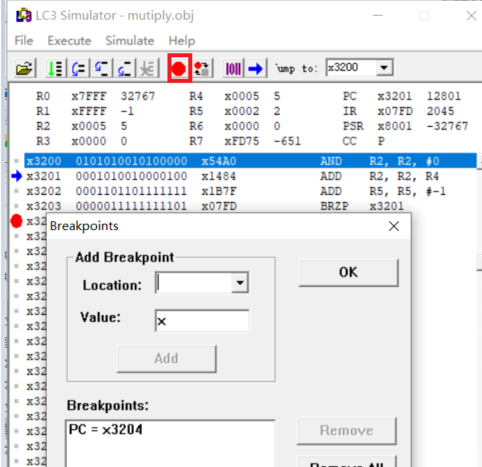 LC3 Simulator - mutiply.obj
File Execute Simulate Help
Jump to: x3200
R0 x7FFF 32767 R4 x0005 5 PC x3201 12801
R1 xFFFF -1 R5 x0002 2 IR x07FD 2045
R2 x0005 5 R6 x0000 0 PSR x8001 -32767
R3 x0000 0 R7 xFD75 -651 CC P
x3200 0101010010100000 x54A0 AND R2, R2, #0
x3201 0001010010000100 x1484 ADD R2, R2, R4
x3202 0001101101111111 x1B7F ADD R5, R5, #-1
x3203 0000011111111101 x07FD BRZP x3201
x32
Breakpoints
x32
x32
Add Breakpoint
x32
Location:
OK
x32
x32
Value: x
x32
x32
Add
x32
x32
x32
Breakpoints:
x32
PC = x3204
Remove
x32
x32
Remove All
x32